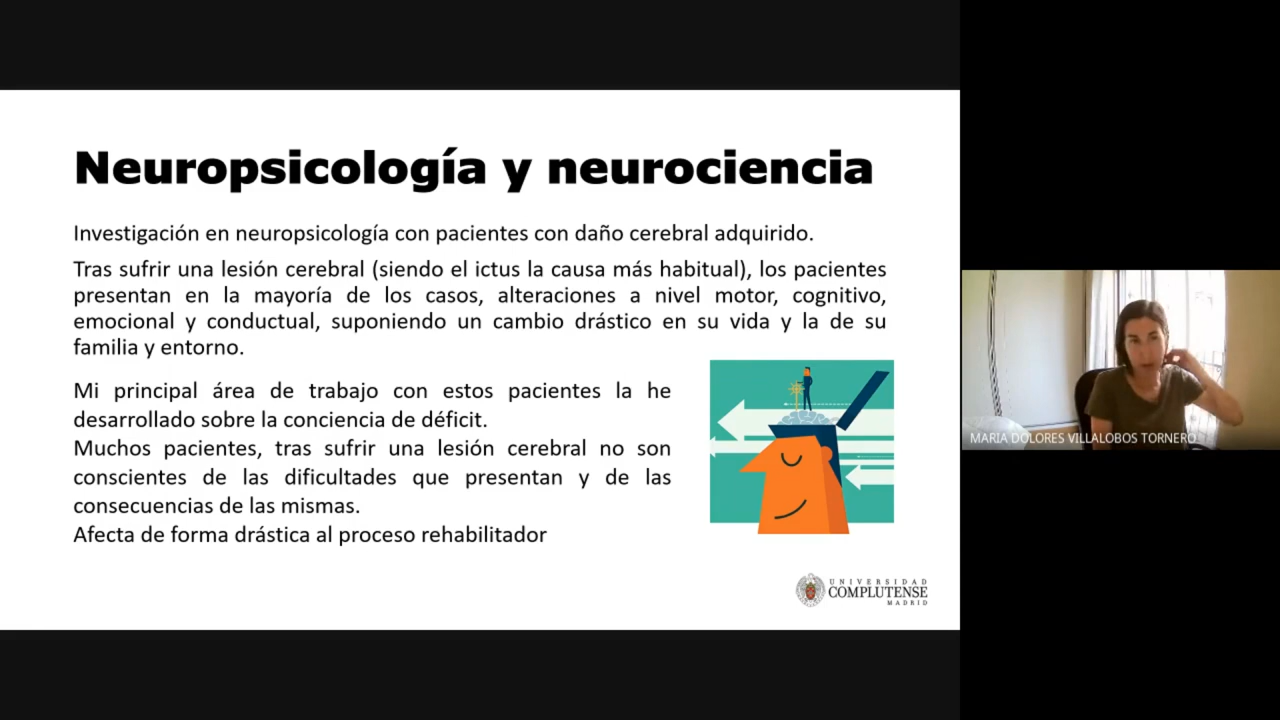 Neuropsicología y neurociencia
Investigación en neuropsicología con pacientes con daño cerebral adquirido.
Tras sufrir una lesión cerebral (siendo el ictus la causa más habitual), los pacientes
presentan en la mayoría de los casos, alteraciones a nivel motor, cognitivo,
emocional y conductual, suponiendo un cambio drástico en su vida y la de su
familia y entorno.
Mi principal área de trabajo con estos pacientes la he
desarrollado sobre la conciencia de déficit.
Muchos pacientes, tras sufrir una lesión cerebral no son
conscientes de las dificultades que presentan y de las
consecuencias de las mismas.
Afecta de forma drástica al proceso rehabilitador
UNIVERSIDAD
COMPLUTENSE
MADRID
MARIA DOLORES VILLALOBOS TORNERO